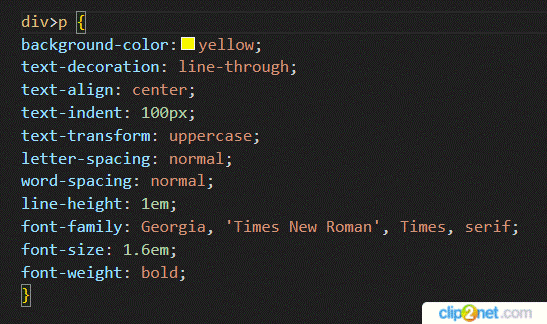 div>p {
background-color: yellow;
text-decoration: line-through;
text-align: center;
text-indent: 100px;
text-transform: uppercase;
letter-spacing: normal;
word-spacing: normal;
line-height: 1em;
font-family: Georgia, 'Times New Roman', Times, serif;
font-size: 1.6em;
font-weight: bold;
}
clip2net.com